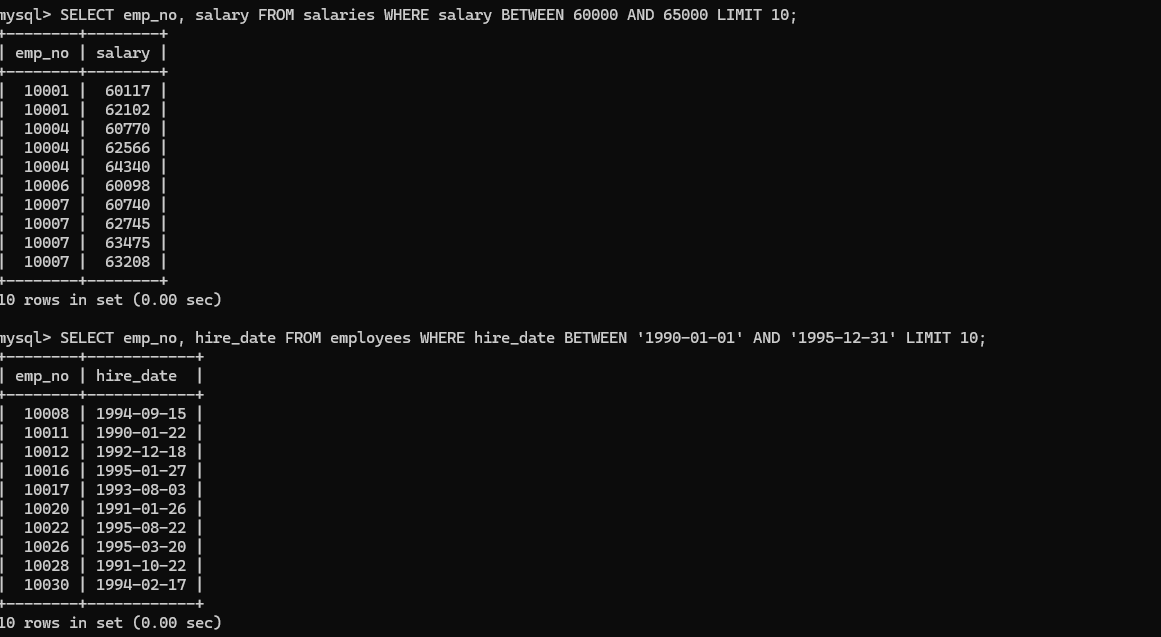 mysql> SELECT emp_no, salary FROM salaries WHERE salary BETWEEN 60000 AND 65000 LIMIT 10;
+--------+--------+
| emp_no | salary |
+--------+--------+
|  10001 |  60117 |
|  10001 |  62102 |
|  10004 |  60770 |
|  10004 |  62566 |
|  10004 |  64340 |
|  10006 |  60098 |
|  10007 |  60740 |
|  10007 |  62745 |
|  10007 |  63475 |
|  10007 |  63208 |
+--------+--------+
10 rows in set (0.00 sec)

mysql> SELECT emp_no, hire_date FROM employees WHERE hire_date BETWEEN '1990-01-01' AND '1995-12-31' LIMIT 10;
+--------+------------+
| emp_no | hire_date  |
+--------+------------+
|  10008 | 1994-09-15 |
|  10011 | 1990-01-22 |
|  10012 | 1992-12-18 |
|  10016 | 1995-01-27 |
|  10017 | 1993-08-03 |
|  10020 | 1991-01-26 |
|  10022 | 1995-08-22 |
|  10026 | 1995-03-20 |
|  10028 | 1991-10-22 |
|  10030 | 1994-02-17 |
+--------+------------+
10 rows in set (0.00 sec)